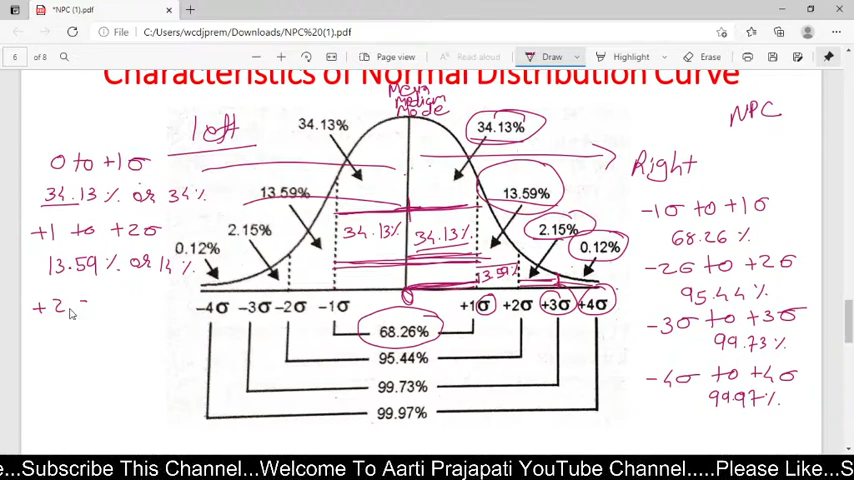 *NPC (1).pdf
File
C:/Users/wcdjprem/Downloads/NPC%20(1).pdf
6
of 8
Page view
Read aloud
Draw
Highlight
Erase
Characteristics of Normal Distribution Curve
Mean
Median
Mode
NPC
left
Right
34.13%
34.13%
0 to +1σ
34.13 % or 34%
+1 to +2σ
13.59 % or 14 %.
+2 -
13.59%
13.59%
2.15%
2.15%
0.12%
0.12%
34.13%
34.13%
13.59%
-1σ to +1σ
68.26 %
-2σ to +2σ
95.44 %
-3σ to +3σ
99.73 %.
-4σ to +4σ
99.97 %.
−4σ −3σ −2σ −1σ +1σ +2σ +3σ +4σ
68.26%
95.44%
99.73%
99.97%
e...Subscribe This Channel...Welcome To Aarti Prajapati YouTube Channel.....Please Share.....S